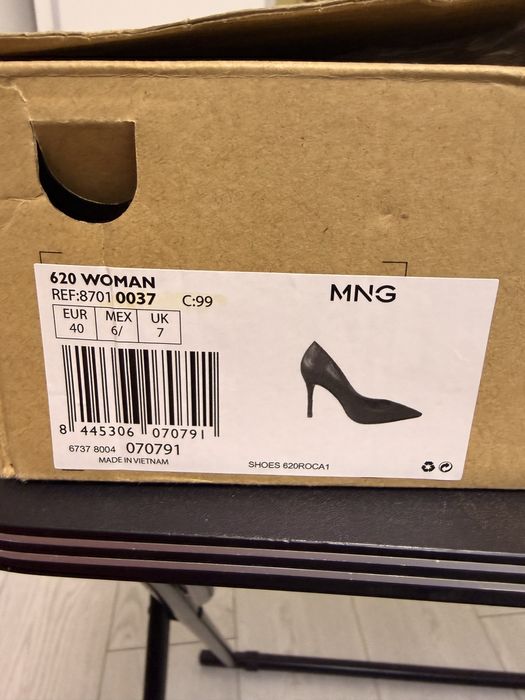 620 WOMAN
REF:8701 0037 C:99
MNG
EUR MEX UK
40 6/ 7
8 445306 070791
6737 8004 070791
MADE IN VIETNAM
SHOES 620ROCA1